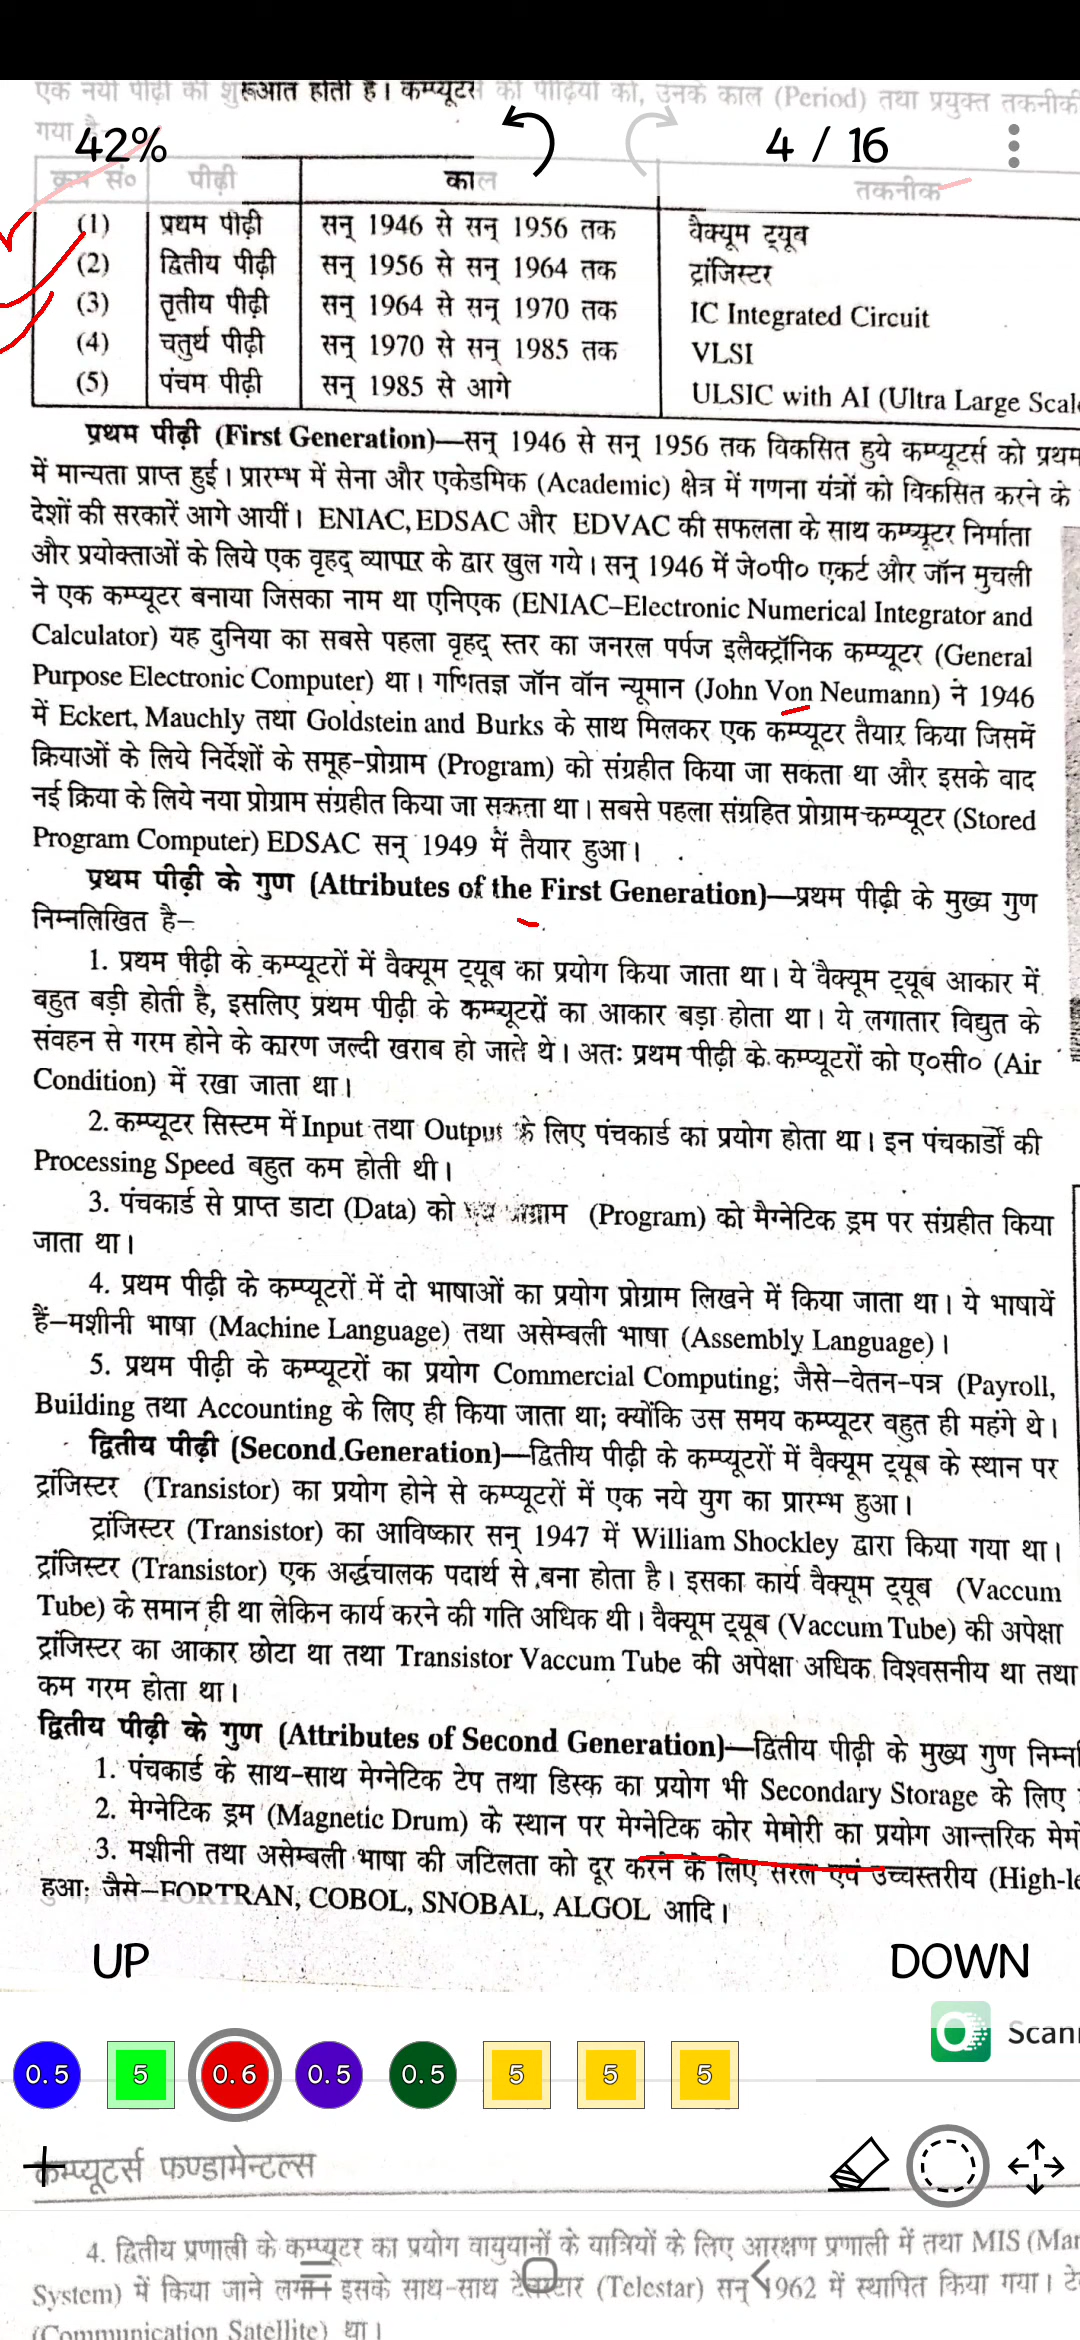 एक नयी पीढ़ी की शुरूआत होती है। कम्प्यूटर्स की पीढ़ियों को, उनके काल (Period) तथा प्रयुक्त तकनीकी
गया है
42%
4 / 16
क्रम सं० पीढ़ी काल तकनीक
(1) प्रथम पीढ़ी सन् 1946 से सन् 1956 तक वैक्यूम ट्यूब
(2) द्वितीय पीढ़ी सन् 1956 से सन् 1964 तक ट्रांजिस्टर
(3) तृतीय पीढ़ी सन् 1964 से सन् 1970 तक IC Integrated Circuit
(4) चतुर्थ पीढ़ी सन् 1970 से सन् 1985 तक VLSI
(5) पंचम पीढ़ी सन् 1985 से आगे ULSIC with AI (Ultra Large Scale
प्रथम पीढ़ी (First Generation)—सन् 1946 से सन् 1956 तक विकसित हुये कम्प्यूटर्स को प्रथम
में मान्यता प्राप्त हुई। प्रारम्भ में सेना और एकेडमिक (Academic) क्षेत्र में गणना यंत्रों को विकसित करने के
देशों की सरकारें आगे आयीं। ENIAC, EDSAC और EDVAC की सफलता के साथ कम्प्यूटर निर्माता
और प्रयोक्ताओं के लिये एक वृहद् व्यापार के द्वार खुल गये। सन् 1946 में जे०पी० एकर्ट और जॉन मुचली
ने एक कम्प्यूटर बनाया जिसका नाम था एनिएक (ENIAC–Electronic Numerical Integrator and
Calculator) यह दुनिया का सबसे पहला वृहद् स्तर का जनरल पर्पज इलैक्ट्रॉनिक कम्प्यूटर (General
Purpose Electronic Computer) था। गणितज्ञ जॉन वॉन न्यूमान (John Von Neumann) ने 1946
में Eckert, Mauchly तथा Goldstein and Burks के साथ मिलकर एक कम्प्यूटर तैयार किया जिसमें
क्रियाओं के लिये निर्देशों के समूह-प्रोग्राम (Program) को संग्रहीत किया जा सकता था और इसके बाद
नई क्रिया के लिये नया प्रोग्राम संग्रहीत किया जा सकता था। सबसे पहला संग्रहित प्रोग्राम-कम्प्यूटर (Stored
Program Computer) EDSAC सन् 1949 में तैयार हुआ।
प्रथम पीढ़ी के गुण (Attributes of the First Generation)—प्रथम पीढ़ी के मुख्य गुण
निम्नलिखित है–
1. प्रथम पीढ़ी के कम्प्यूटरों में वैक्यूम ट्यूब का प्रयोग किया जाता था। ये वैक्यूम ट्यूब आकार में
बहुत बड़ी होती है, इसलिए प्रथम पीढ़ी के कम्प्यूटरों का आकार बड़ा होता था। ये लगातार विद्युत के
संवहन से गरम होने के कारण जल्दी खराब हो जाते थे। अतः प्रथम पीढ़ी के कम्प्यूटरों को ए०सी० (Air
Condition) में रखा जाता था।
2. कम्प्यूटर सिस्टम में Input तथा Output के लिए पंचकार्ड का प्रयोग होता था। इन पंचकार्डों की
Processing Speed बहुत कम होती थी।
3. पंचकार्ड से प्राप्त डाटा (Data) को (Program) को मैग्नेटिक ड्रम पर संग्रहीत किया
जाता था।
4. प्रथम पीढ़ी के कम्प्यूटरों में दो भाषाओं का प्रयोग प्रोग्राम लिखने में किया जाता था। ये भाषायें
हैं–मशीनी भाषा (Machine Language) तथा असेम्बली भाषा (Assembly Language)।
5. प्रथम पीढ़ी के कम्प्यूटरों का प्रयोग Commercial Computing; जैसे–वेतन-पत्र (Payroll,
Building तथा Accounting के लिए ही किया जाता था; क्योंकि उस समय कम्प्यूटर बहुत ही महंगे थे।
द्वितीय पीढ़ी (Second Generation)—द्वितीय पीढ़ी के कम्प्यूटरों में वैक्यूम ट्यूब के स्थान पर
ट्रांजिस्टर (Transistor) का प्रयोग होने से कम्प्यूटरों में एक नये युग का प्रारम्भ हुआ।
ट्रांजिस्टर (Transistor) का आविष्कार सन् 1947 में William Shockley द्वारा किया गया था।
ट्रांजिस्टर (Transistor) एक अर्द्धचालक पदार्थ से बना होता है। इसका कार्य वैक्यूम ट्यूब (Vaccum
Tube) के समान ही था लेकिन कार्य करने की गति अधिक थी। वैक्यूम ट्यूब (Vaccum Tube) की अपेक्षा
ट्रांजिस्टर का आकार छोटा था तथा Transistor Vaccum Tube की अपेक्षा अधिक विश्वसनीय था तथा
कम गरम होता था।
द्वितीय पीढ़ी के गुण (Attributes of Second Generation)—द्वितीय पीढ़ी के मुख्य गुण निम्न
1. पंचकार्ड के साथ-साथ मेग्नेटिक टेप तथा डिस्क का प्रयोग भी Secondary Storage के लिए
2. मेग्नेटिक ड्रम (Magnetic Drum) के स्थान पर मेग्नेटिक कोर मेमोरी का प्रयोग आन्तरिक मेमो
3. मशीनी तथा असेम्बली भाषा की जटिलता को दूर करने के लिए सरल एवं उच्चस्तरीय (High-le
हुआ; जैसे–FORTRAN, COBOL, SNOBAL, ALGOL आदि।
UP DOWN
Scann
0.5 5 0.6 0.5 0.5 5 5 5
कम्प्यूटर्स फण्डामेन्टल्स
4. द्वितीय प्रणाली के कम्प्यूटर का प्रयोग वायुयानों के यात्रियों के लिए आरक्षण प्रणाली में तथा MIS (Man
System) में किया जाने लगा। इसके साथ-साथ टेलस्टार (Telestar) सन् 1962 में स्थापित किया गया।
(Communication Satellite) था।